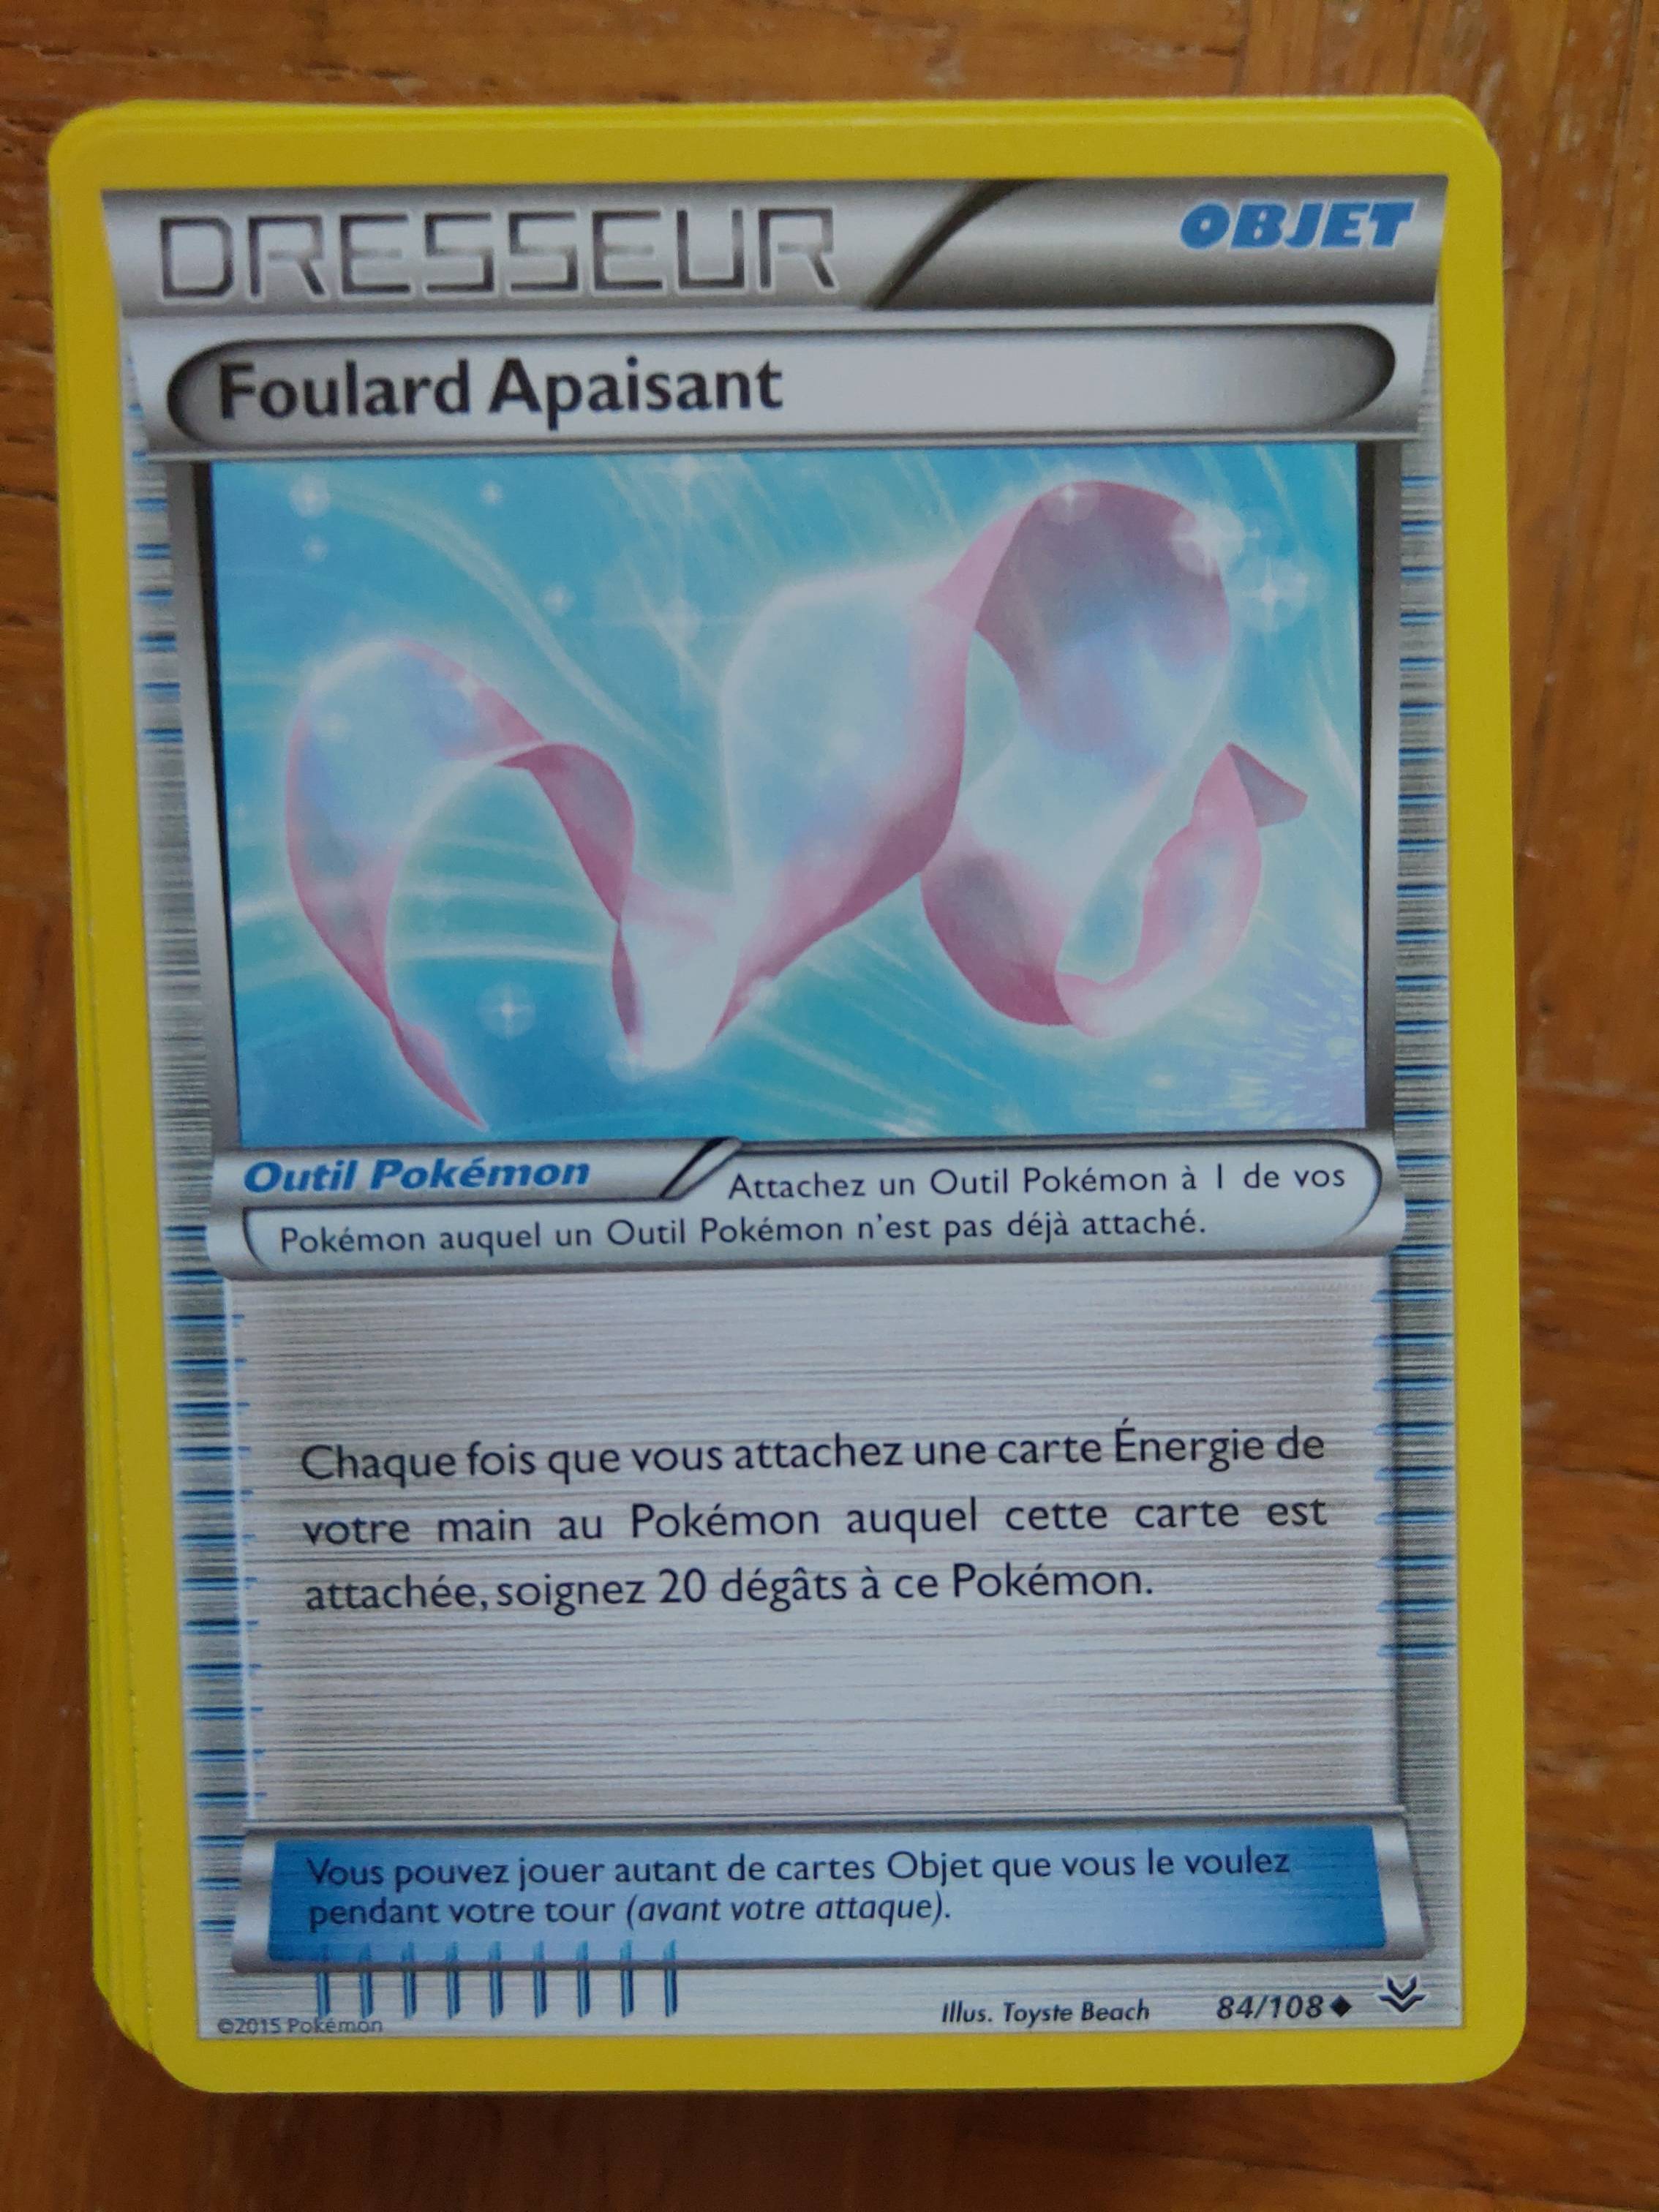 DRESSEUR
OBJET
Foulard Apaisant
Outil Pokémon
Attachez un Outil Pokémon à 1 de vos
Pokémon auquel un Outil Pokémon n'est pas déjà attaché.
Chaque fois que vous attachez une carte Énergie de
votre main au Pokémon auquel cette carte est
attachée, soignez 20 dégâts à ce Pokémon.
Vous pouvez jouer autant de cartes Objet que vous le voulez
pendant votre tour (avant votre attaque).
©2015 Pokémon
Illus. Toyste Beach
84/108